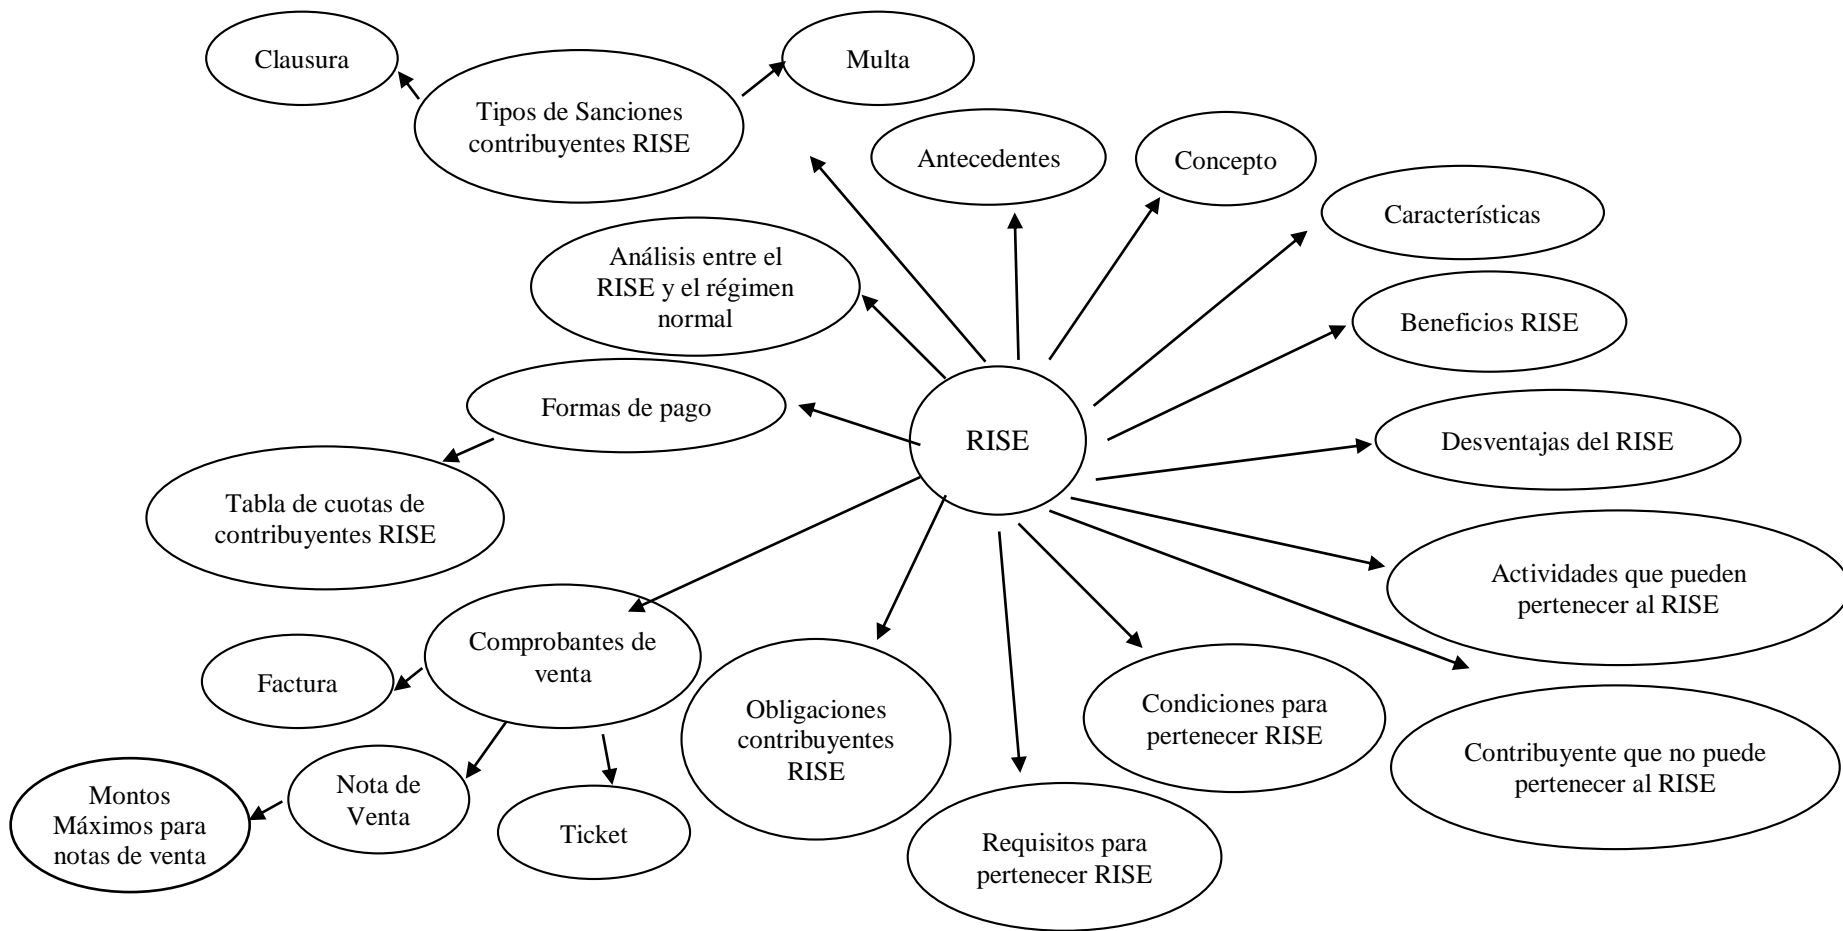 Clausura
Multa
Tipos de Sanciones
contribuyentes RISE
Antecedentes
Concepto
Características
Análisis entre el
RISE y el régimen
normal
Beneficios RISE
Formas de pago
RISE
Desventajas del RISE
Tabla de cuotas de
contribuyentes RISE
Actividades que pueden
pertenecer al RISE
Comprobantes de
venta
Factura
Obligaciones
contribuyentes
RISE
Condiciones para
pertenecer RISE
Contribuyente que no puede
pertenecer al RISE
Montos
Máximos para
notas de venta
Nota de
Venta
Ticket
Requisitos para
pertenecer RISE